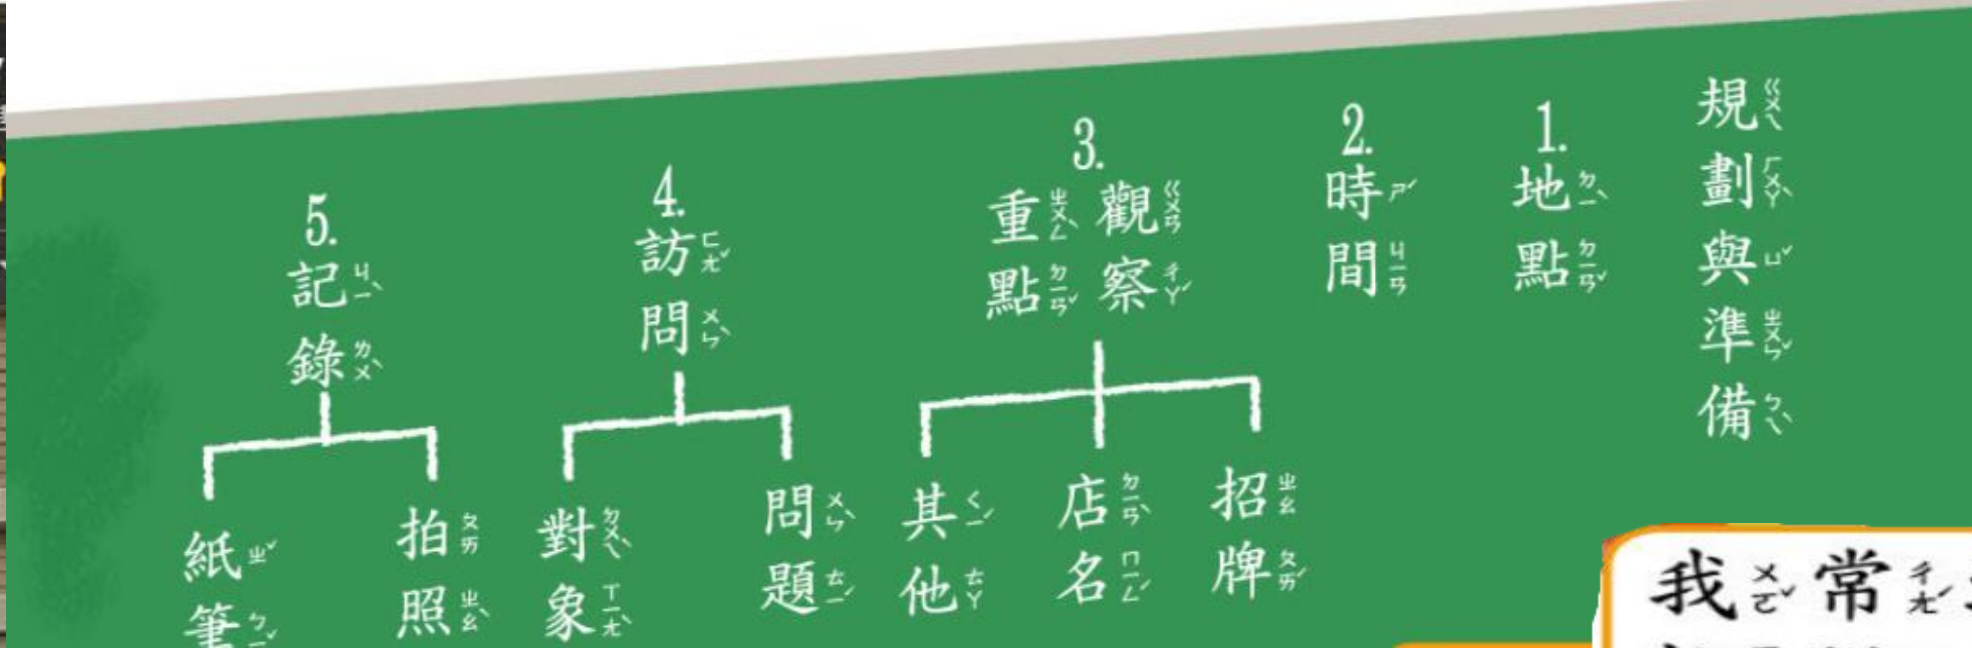 規劃與準備
1.地點
2.時間
3.觀察
重點
招牌
店名
其他
4.訪問
問題
對象
5.記錄
拍照
紙筆
我常